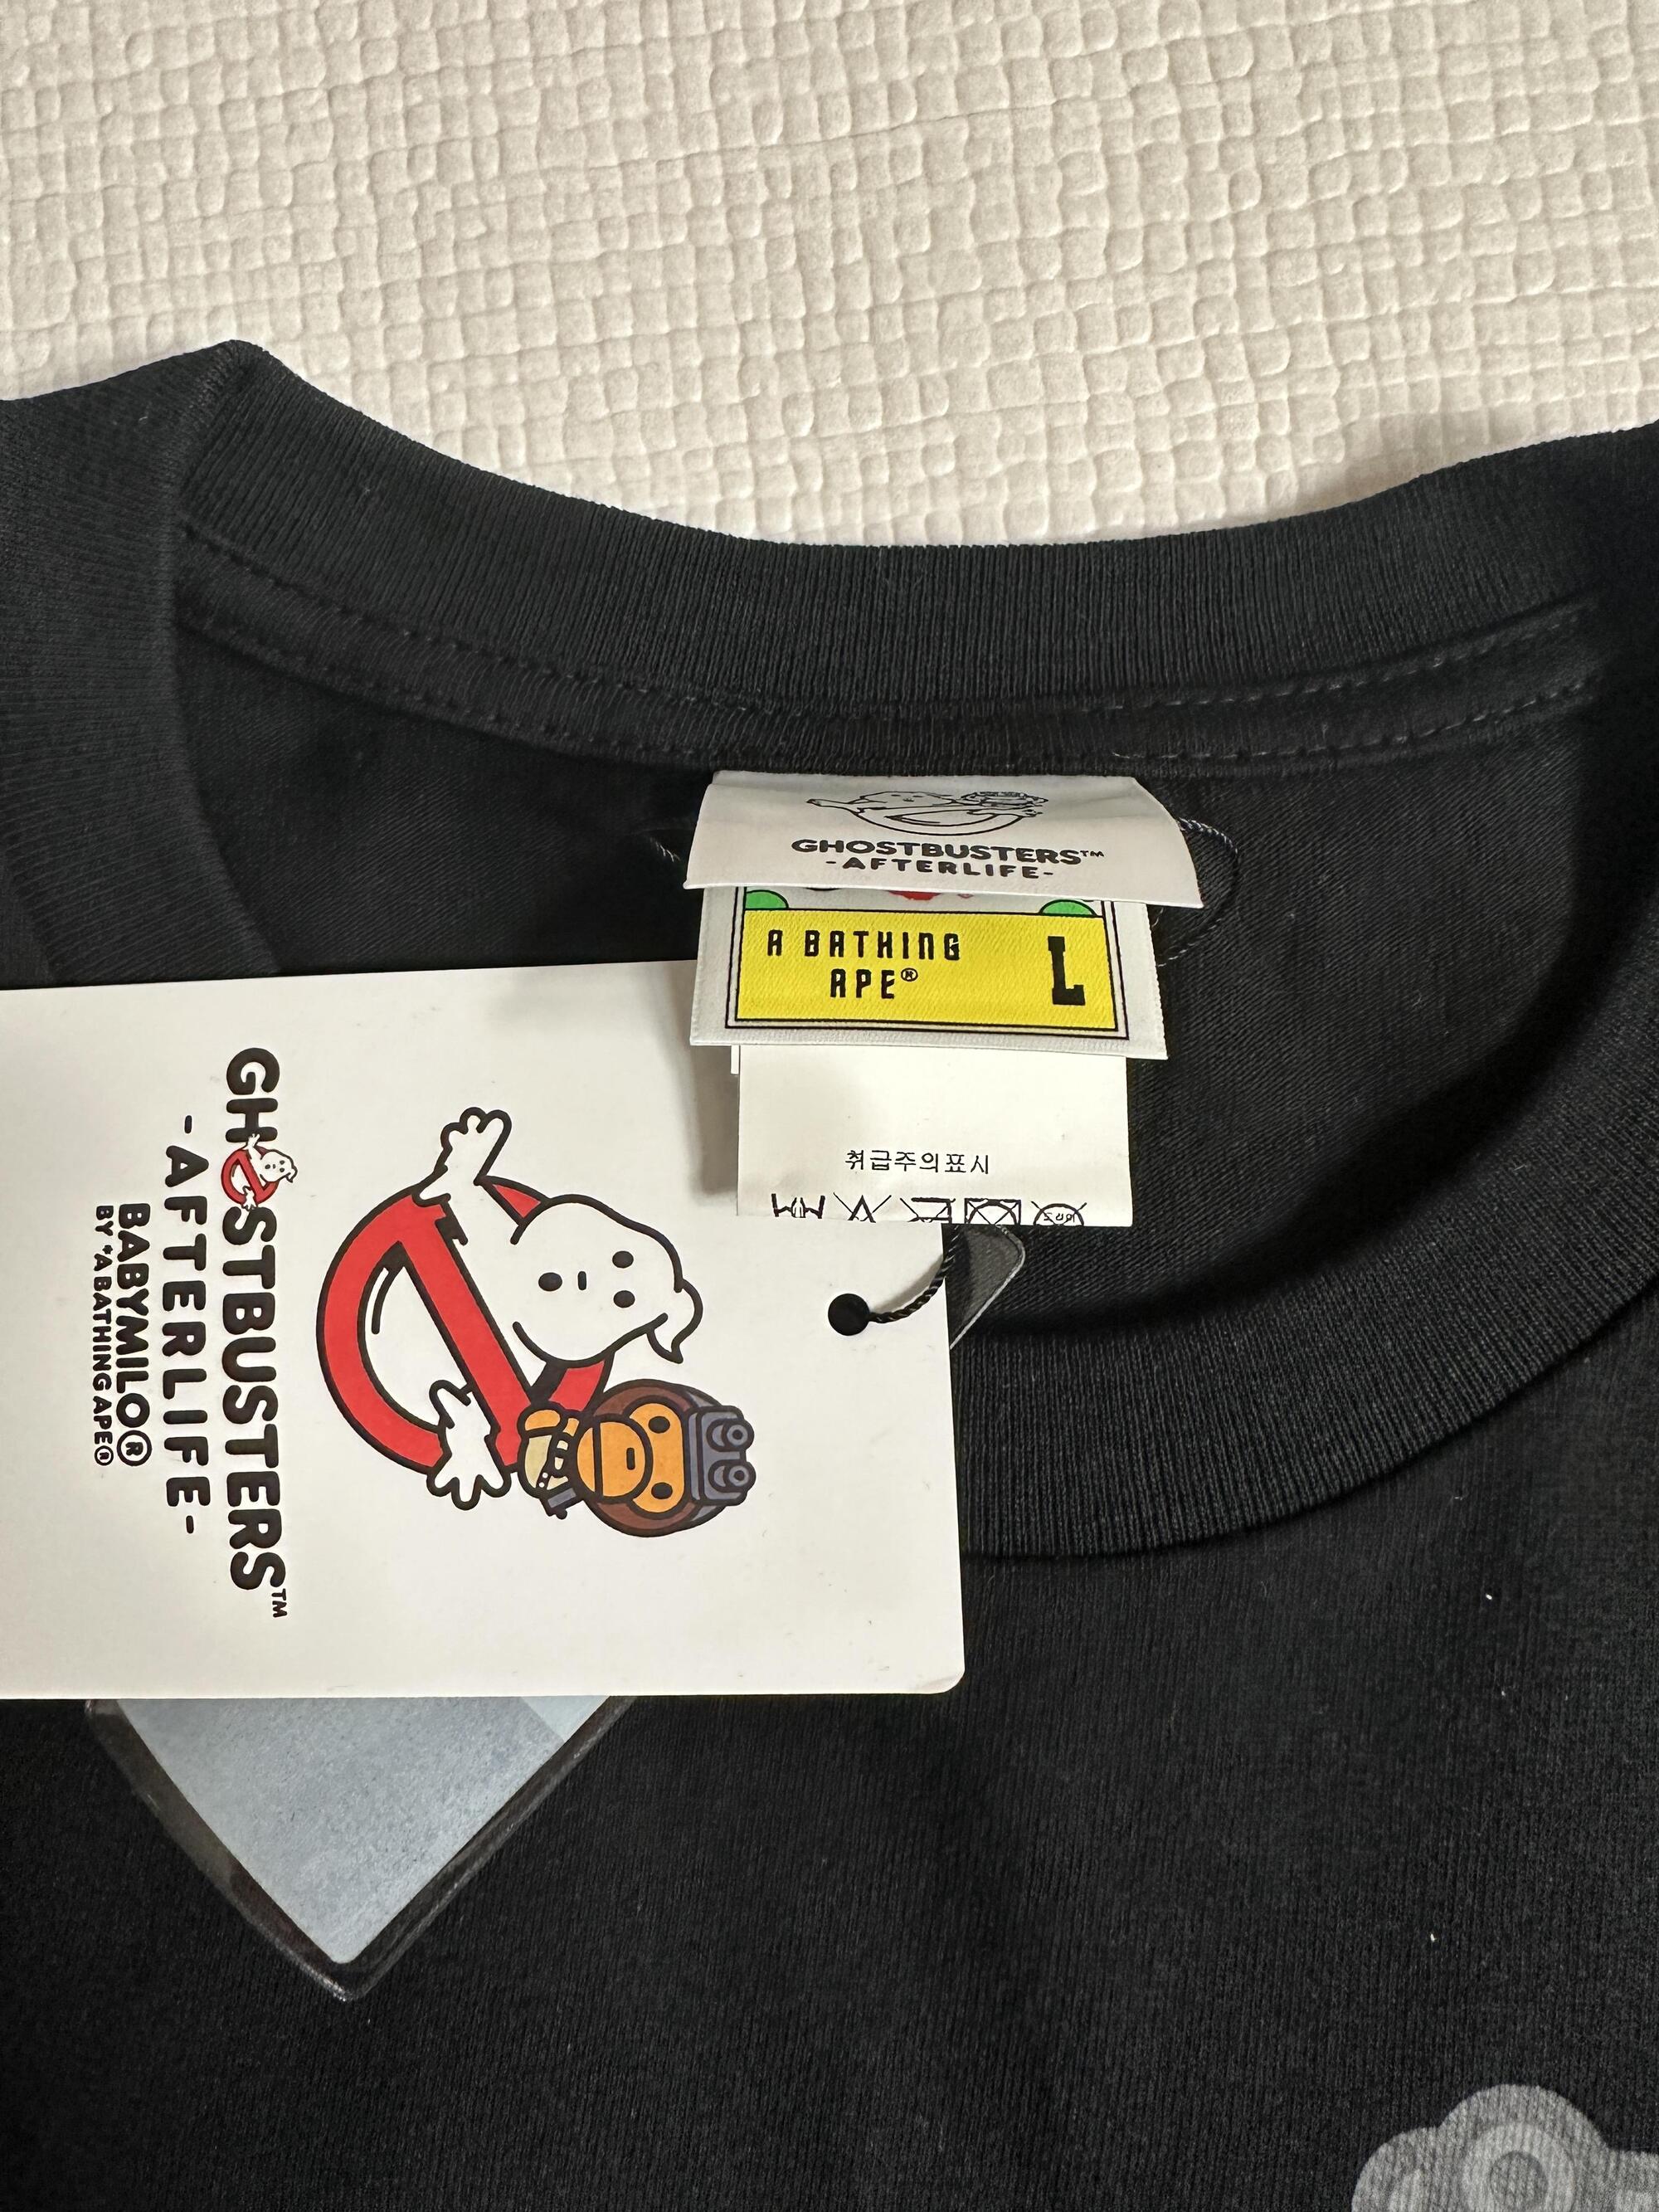 GHOSTBUSTERS™
-AFTERLIFE-
A BATHING
APE®
L
취급주의표시
GHOSTBUSTERS™
-AFTERLIFE-
BABYMILO®
BY *A BATHING APE®